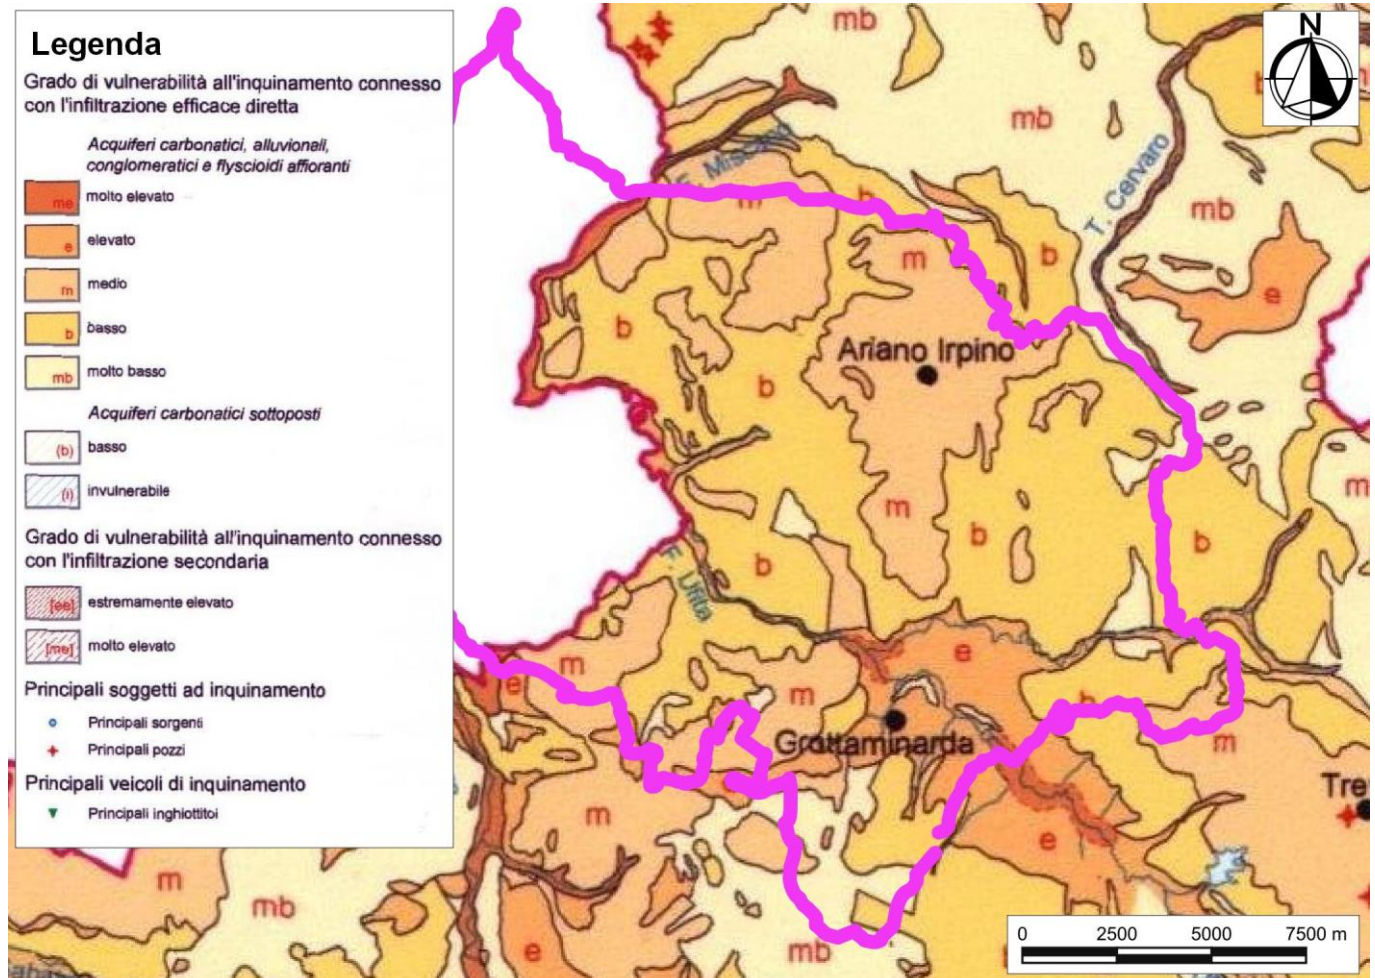 Legenda
Grado di vulnerabilità all'inquinamento connesso
con l'infiltrazione efficace diretta
Acquiferi carbonatici, alluvionali,
conglomeratici e flyscioidi affioranti
me molto elevato
e elevato
m medio
b basso
mb molto basso
Acquiferi carbonatici sottoposti
(b) basso
(i) invulnerabile
Grado di vulnerabilità all'inquinamento connesso
con l'infiltrazione secondaria
[ee] estremamente elevato
[me] molto elevato
Principali soggetti ad inquinamento
Principali sorgenti
Principali pozzi
Principali veicoli di inquinamento
Principali inghiottitoi
N
mb
mb
T. Cervaro
mb
m
b
b
m
e
b
Ariano Irpino
b
m
m
b
b
b
F. Ufita
e
m
e
m
b
Grottaminarda
m
Tre
m
e
m
mb
e
mb
0 2500 5000 7500 m